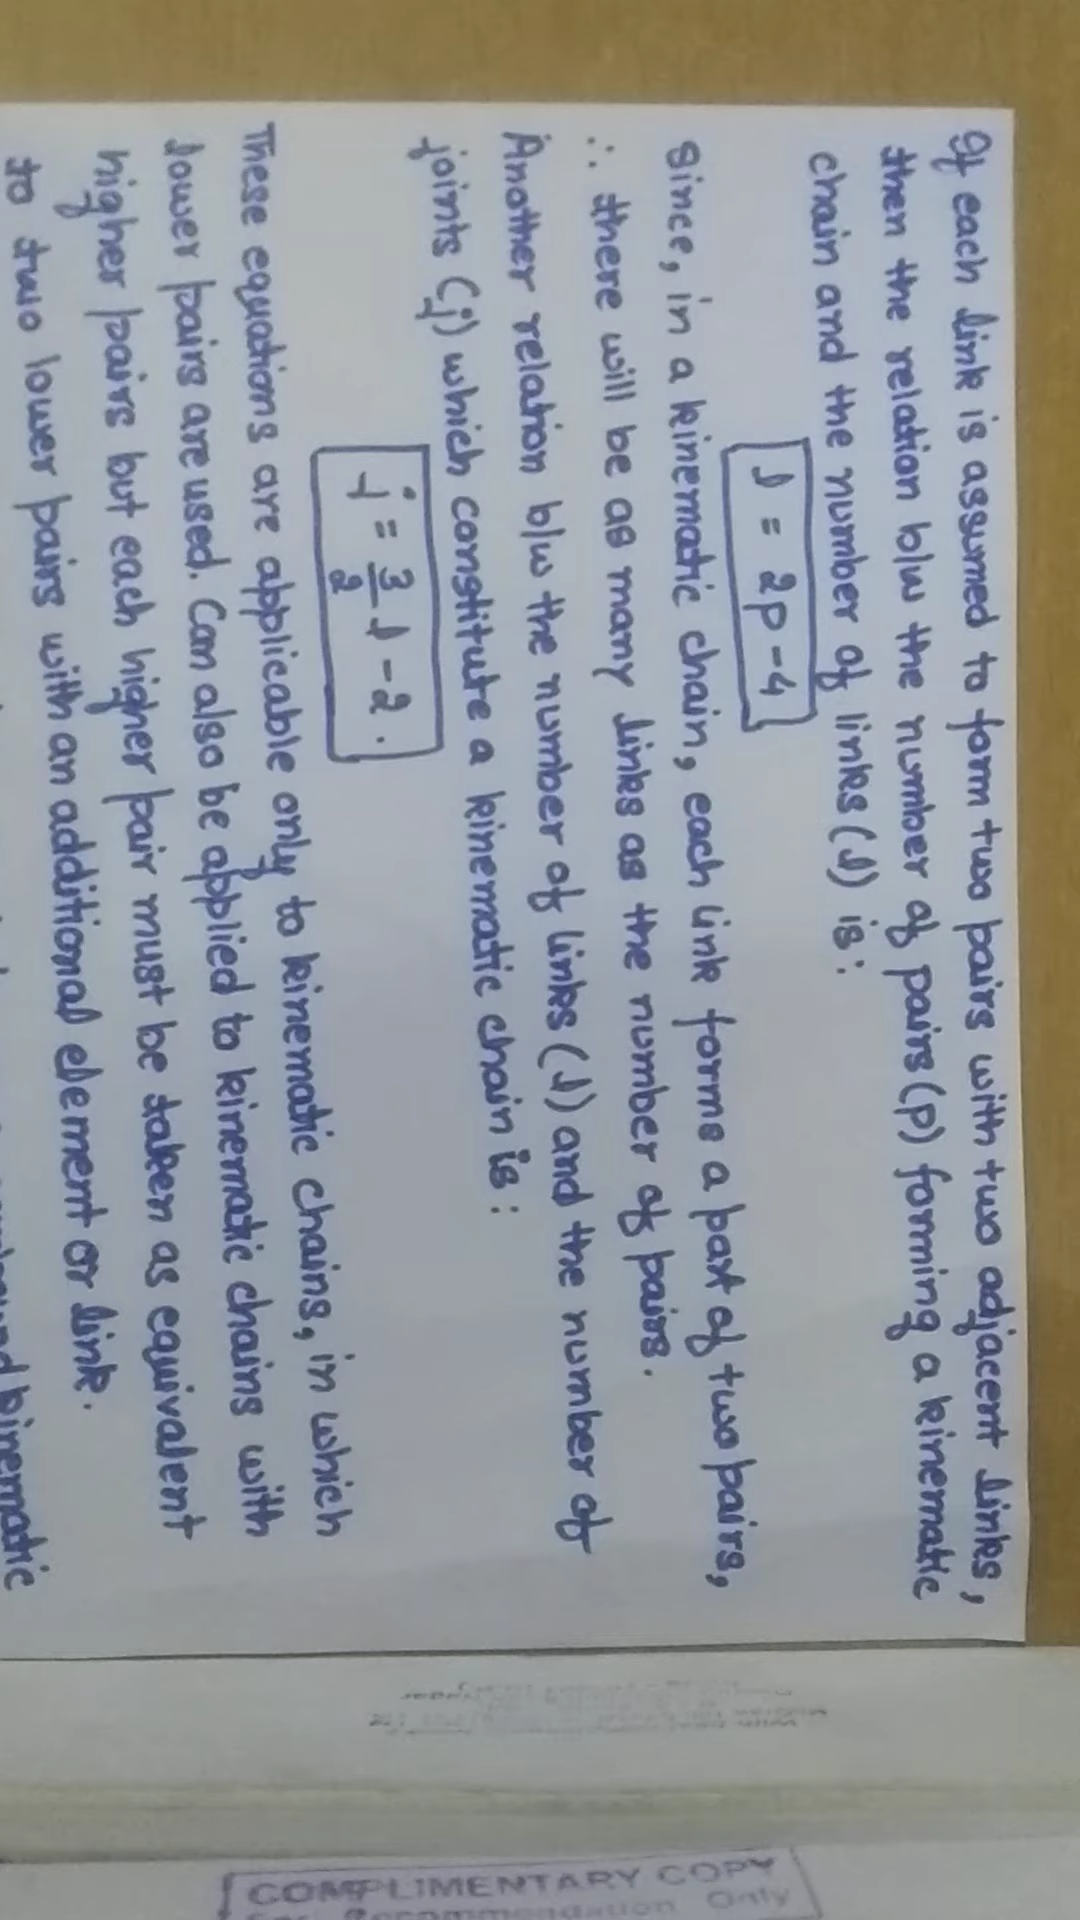 If each link is assumed to form two pairs with two adjacent links,
then the relation b/w the number of pairs (p) forming a kinematic
chain and the number of links (l) is:
l = 2p - 4
Since, in a kinematic chain, each link forms a part of two pairs,
∴ there will be as many links as the number of pairs.
Another relation b/w the number of links (l) and the number of
joints (j) which constitute a kinematic chain is:
j = 3/2 l - 2.
These equations are applicable only to kinematic chains, in which
lower pairs are used. Can also be applied to kinematic chains with
higher pairs but each higher pair must be taken as equivalent
to two lower pairs with an additional element or link.
kinematic
COMPLIMENTARY COPY
For Recommendation Only